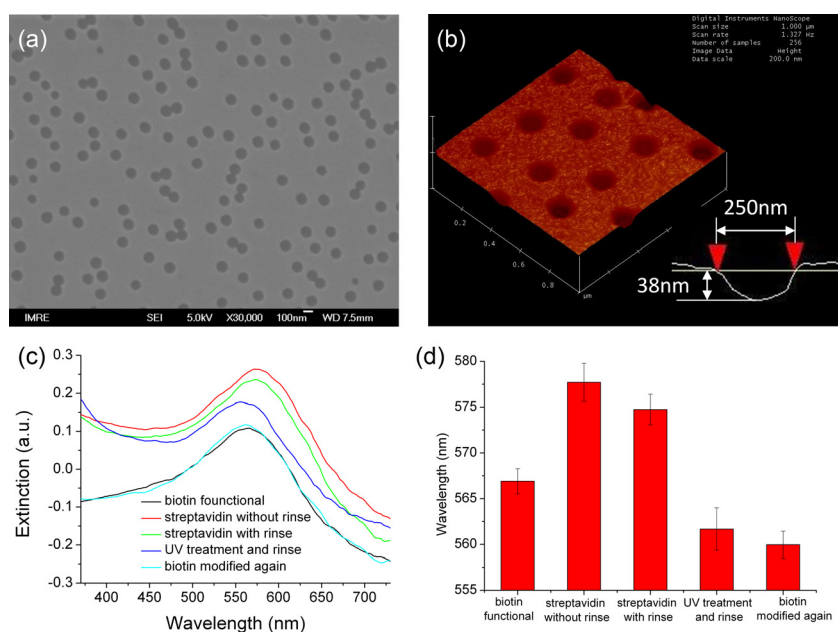 (a)
IMRE SEI 5.0kV X30,000 100nm WD 7.5mm
(b)
Digital Instruments NanoScope
Scan size 1.000 µm
Scan rate 1.327 Hz
Number of samples 256
Image Data Height
Data scale 200.0 nm
0.2
0.4
0.6
0.8
µm
250nm
38nm
(c)
0.3
0.2
0.1
0.0
-0.1
-0.2
-0.3
Extinction (a.u.)
biotin founctional
streptavidin without rinse
streptavidin with rinse
UV treatment and rinse
biotin modified again
400 450 500 550 600 650 700
Wavelength (nm)
(d)
580
575
570
565
560
555
Wavelength (nm)
biotin functional
streptavidin without rinse
streptavidin with rinse
UV treatment and rinse
biotin modified again